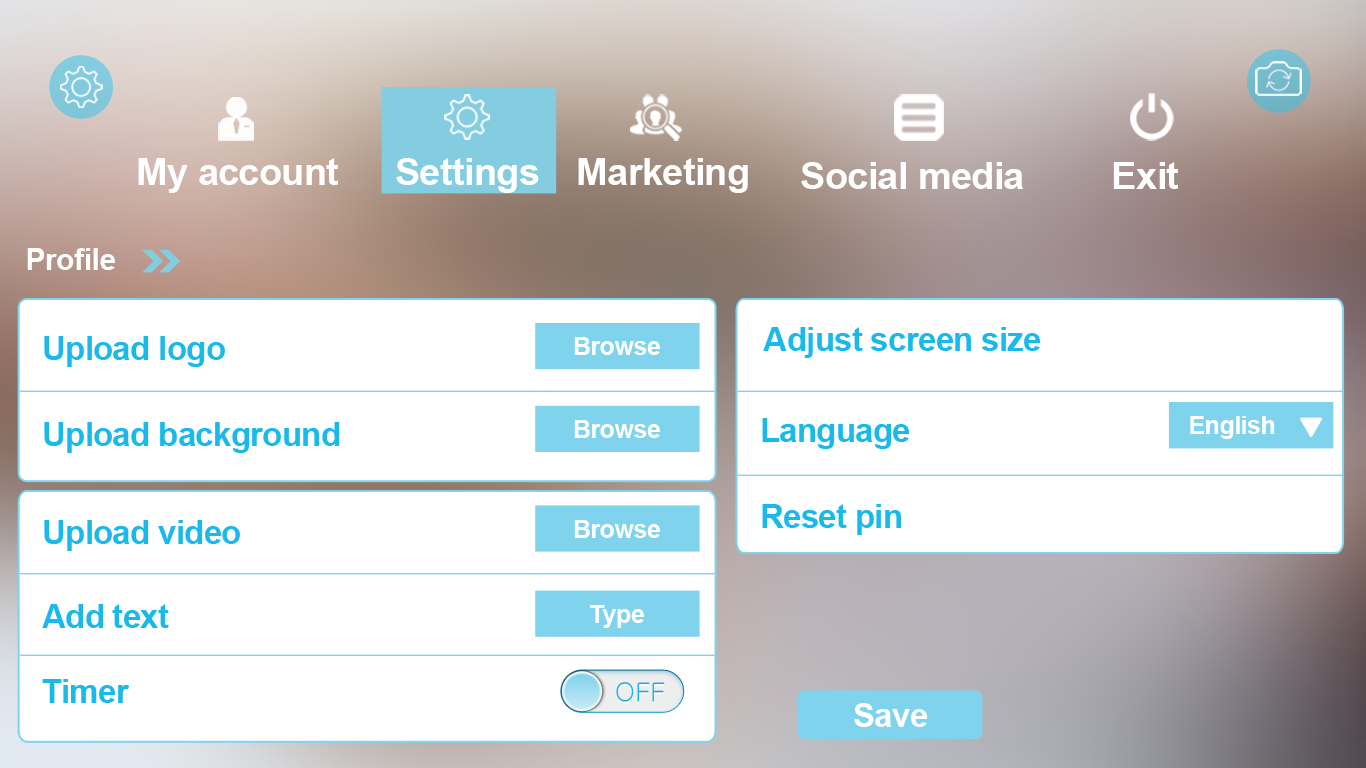 My account
Settings
Marketing
Social media
Exit
Profile
Upload logo
Browse
Upload background
Browse
Upload video
Browse
Add text
Type
Timer
OFF
Adjust screen size
Language
English
Reset pin
Save